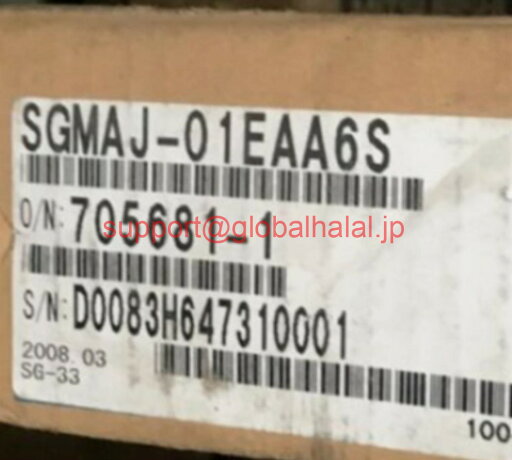 SGMAJ-01EAA6S
O/N: 705681-1
support@globalhalal.jp
S/N: D0083H647310001
2008.03
SG-33
100